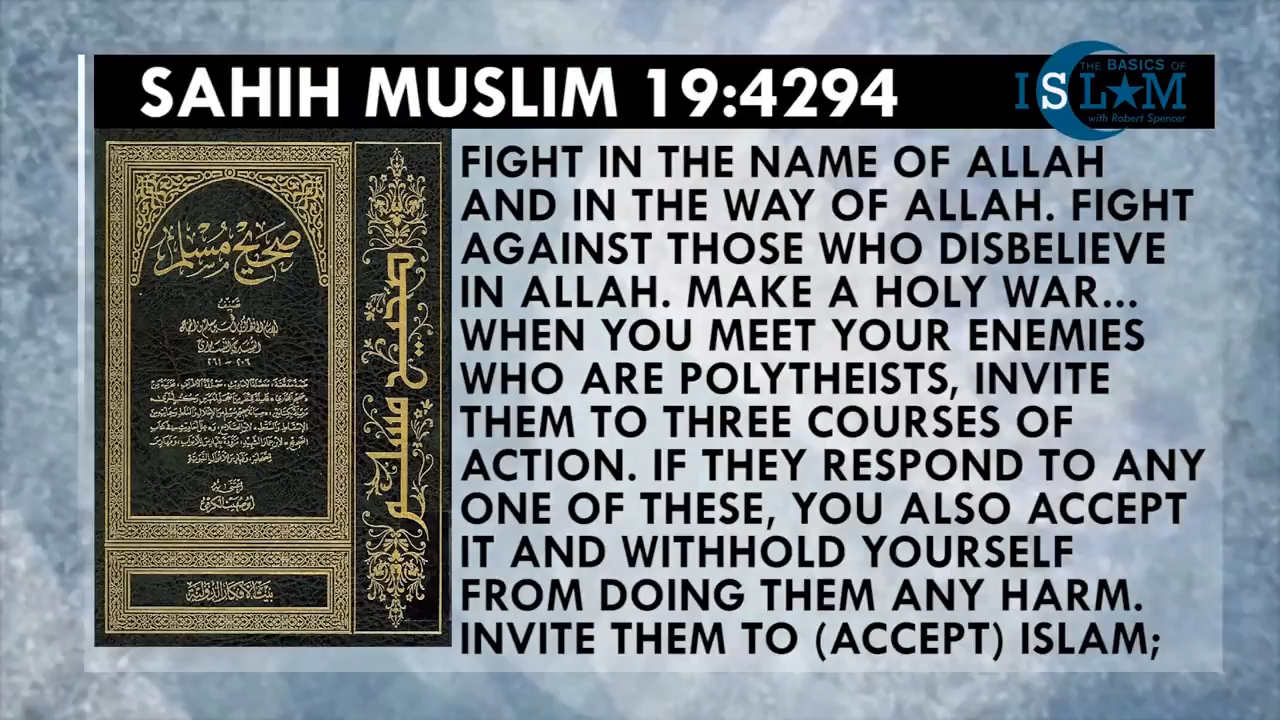 SAHIH MUSLIM 19:4294
THE BASICS OF
ISLAM
with Robert Spencer
صحيح مسلم
صحيح مسلم
FIGHT IN THE NAME OF ALLAH
AND IN THE WAY OF ALLAH. FIGHT
AGAINST THOSE WHO DISBELIEVE
IN ALLAH. MAKE A HOLY WAR...
WHEN YOU MEET YOUR ENEMIES
WHO ARE POLYTHEISTS, INVITE
THEM TO THREE COURSES OF
ACTION. IF THEY RESPOND TO ANY
ONE OF THESE, YOU ALSO ACCEPT
IT AND WITHHOLD YOURSELF
FROM DOING THEM ANY HARM.
INVITE THEM TO (ACCEPT) ISLAM;